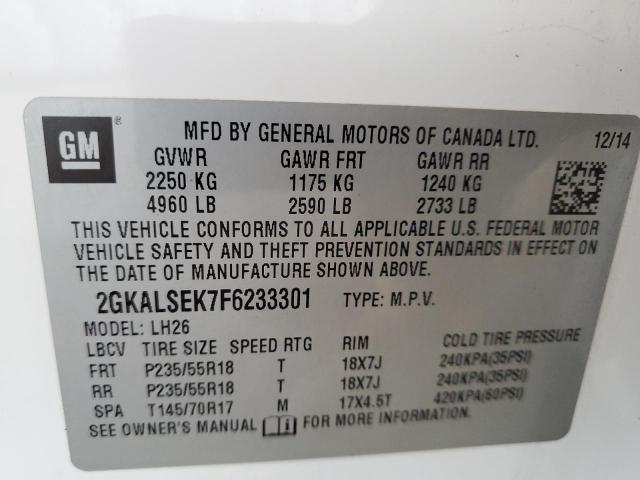 GM ® MFD BY GENERAL MOTORS OF CANADA LTD. 12/14
GVWR GAWR FRT GAWR RR
2250 KG 1175 KG 1240 KG
4960 LB 2590 LB 2733 LB
THIS VEHICLE CONFORMS TO ALL APPLICABLE U.S. FEDERAL MOTOR
VEHICLE SAFETY AND THEFT PREVENTION STANDARDS IN EFFECT ON
THE DATE OF MANUFACTURE SHOWN ABOVE.
2GKALSEK7F6233301 TYPE: M.P.V.
MODEL: LH26
LBCV TIRE SIZE SPEED RTG RIM COLD TIRE PRESSURE
FRT P235/55R18 T 18X7J 240KPA(35PSI)
RR P235/55R18 T 18X7J 240KPA(35PSI)
SPA T145/70R17 M 17X4.5T 420KPA(60PSI)
SEE OWNER'S MANUAL i FOR MORE INFORMATION.